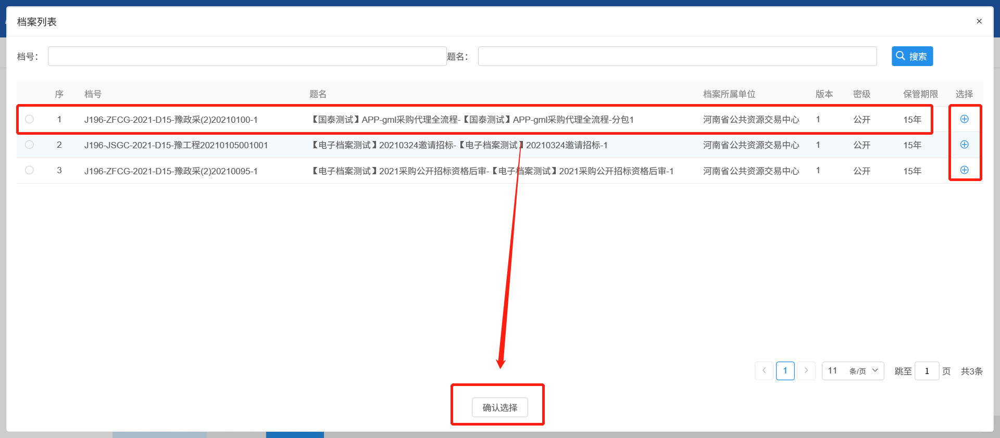 档案列表 ×
档号： 题名： 搜索
序 档号 题名 档案所属单位 版本 密级 保管期限 选择
1 J196-ZFCG-2021-D15-豫政采(2)20210100-1 【国泰测试】APP-gml采购代理全流程-【国泰测试】APP-gml采购代理全流程-分包1 河南省公共资源交易中心 1 公开 15年
2 J196-JSGC-2021-D15-豫工程20210105001001 【电子档案测试】20210324邀请招标-【电子档案测试】20210324邀请招标-1 河南省公共资源交易中心 1 公开 15年
3 J196-ZFCG-2021-D15-豫政采(2)20210095-1 【电子档案测试】2021采购公开招标资格后审-【电子档案测试】2021采购公开招标资格后审-1 河南省公共资源交易中心 1 公开 15年
1 11 条/页 跳至 1 页 共3条
确认选择